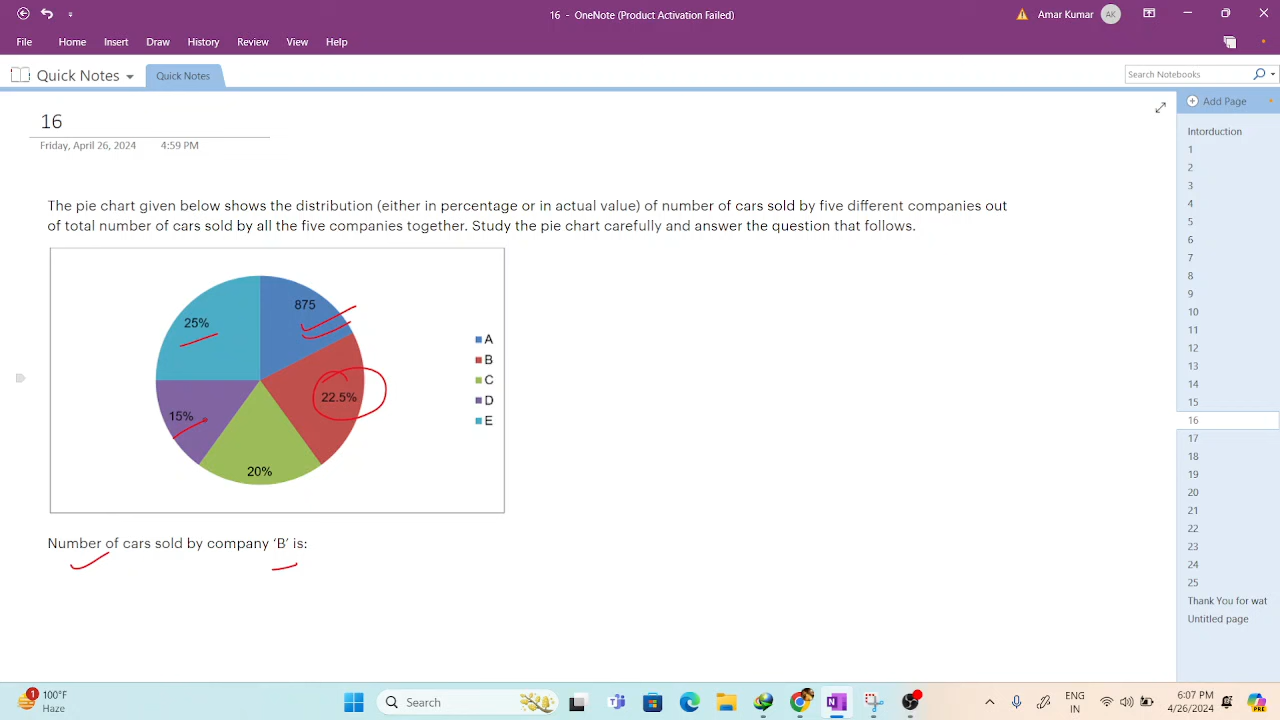 16 - OneNote (Product Activation Failed)
Amar Kumar AK
File Home Insert Draw History Review View Help
Quick Notes Quick Notes
Search Notebooks
Add Page
16
Friday, April 26, 2024 4:59 PM
The pie chart given below shows the distribution (either in percentage or in actual value) of number of cars sold by five different companies out
of total number of cars sold by all the five companies together. Study the pie chart carefully and answer the question that follows.
875
25%
22.5%
15%
20%
A
B
C
D
E
Number of cars sold by company ‘B’ is:
Intorduction
1
2
3
4
5
6
7
8
9
10
11
12
13
14
15
16
17
18
19
20
21
22
23
24
25
Thank You for wat
Untitled page
1
100°F
Haze
Search
ENG
IN
6:07 PM
4/26/2024